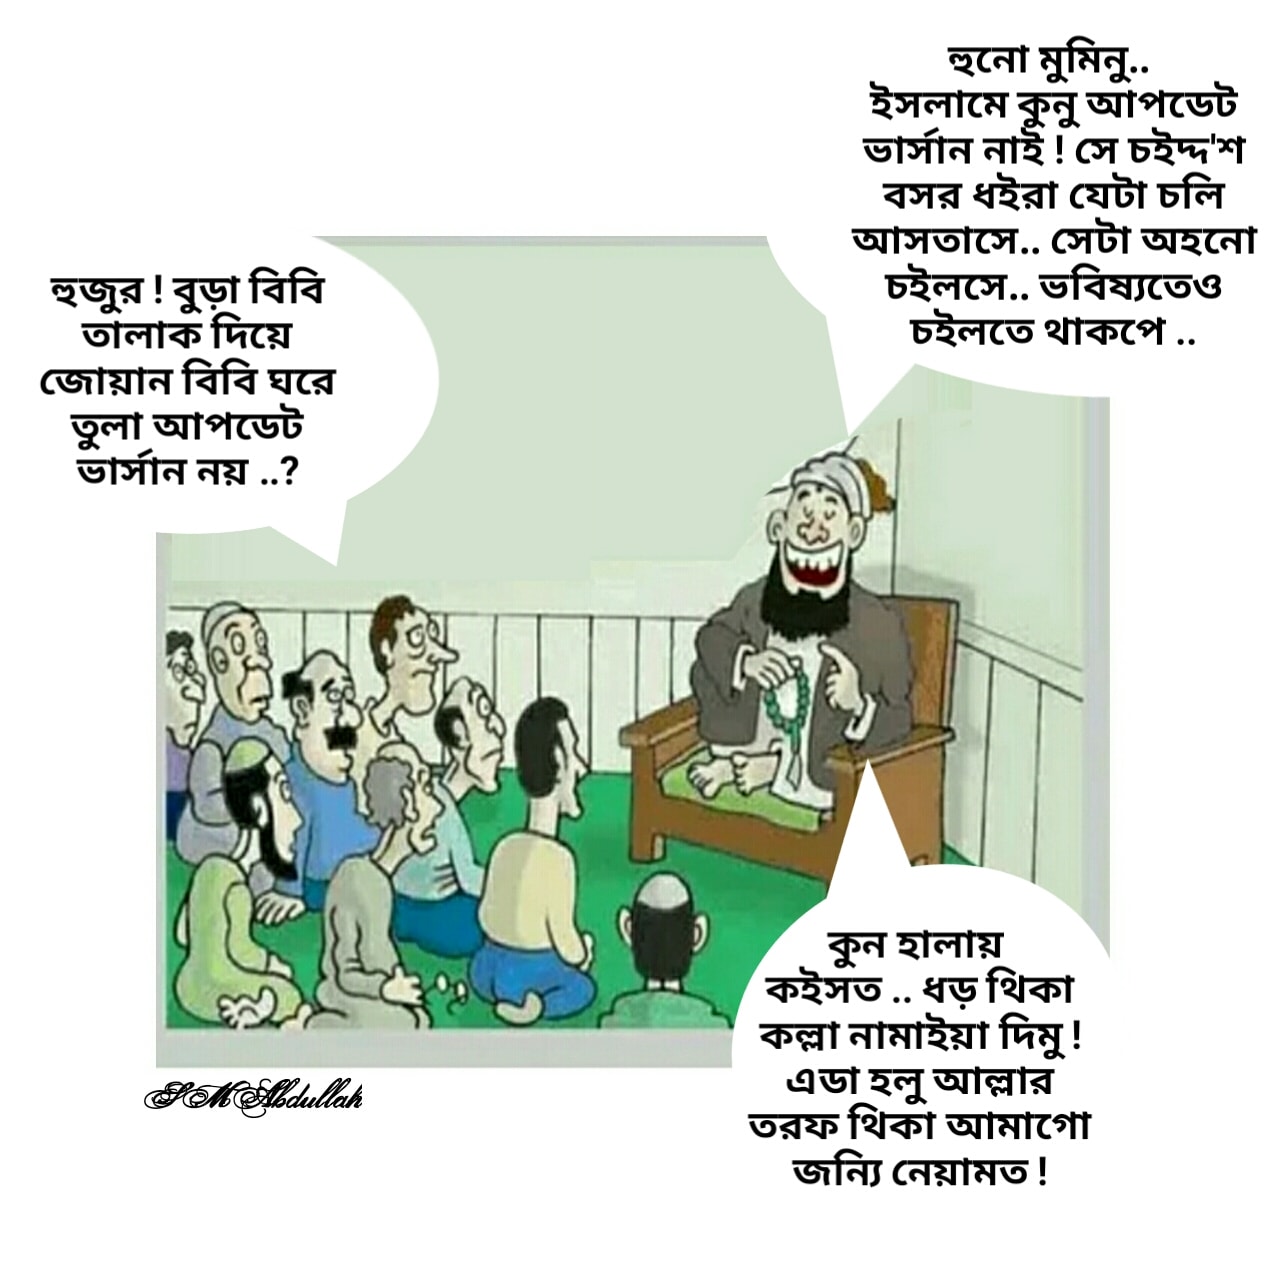 হুনো মুমিনু..
ইসলামে কুনু আপডেট
ভার্সান নাই ! সে চইদ্দ'শ
বসর ধইরা যেটা চলি
আসতাসে.. সেটা অহনো
চইলসে.. ভবিষ্যতেও
চইলতে থাকপে ..
হুজুর ! বুড়া বিবি
তালাক দিয়ে
জোয়ান বিবি ঘরে
তুলা আপডেট
ভার্সান নয় ..?
কুন হালায়
কইসত .. ধড় থিকা
কল্লা নামাইয়া দিমু !
এডা হলু আল্লার
তরফ থিকা আমাগো
জন্যি নেয়ামত !
S M Abdullah